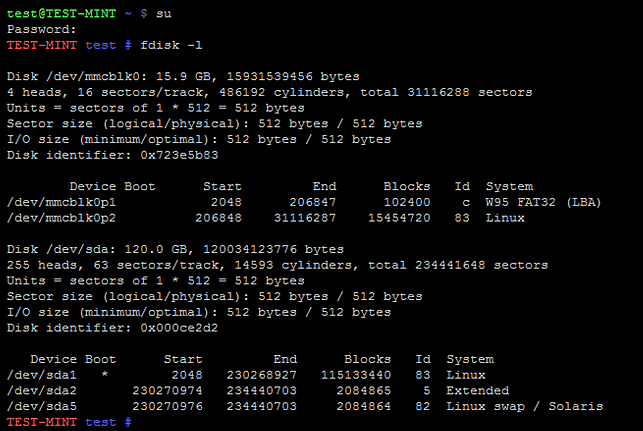 test@TEST-MINT ~ $ su
Password:
TEST-MINT test # fdisk -l
Disk /dev/mmcblk0: 15.9 GB, 15931539456 bytes
4 heads, 16 sectors/track, 486192 cylinders, total 31116288 sectors
Units = sectors of 1 * 512 = 512 bytes
Sector size (logical/physical): 512 bytes / 512 bytes
I/O size (minimum/optimal): 512 bytes / 512 bytes
Disk identifier: 0x723e5b83
Device Boot Start End Blocks Id System
/dev/mmcblk0p1 2048 206847 102400 c W95 FAT32 (LBA)
/dev/mmcblk0p2 206848 31116287 15454720 83 Linux
Disk /dev/sda: 120.0 GB, 120034123776 bytes
255 heads, 63 sectors/track, 14593 cylinders, total 234441648 sectors
Units = sectors of 1 * 512 = 512 bytes
Sector size (logical/physical): 512 bytes / 512 bytes
I/O size (minimum/optimal): 512 bytes / 512 bytes
Disk identifier: 0x000ce2d2
Device Boot Start End Blocks Id System
/dev/sda1 * 2048 230268927 115133440 83 Linux
/dev/sda2 230270974 234440703 2084865 5 Extended
/dev/sda5 230270976 234440703 2084864 82 Linux swap / Solaris
TEST-MINT test #